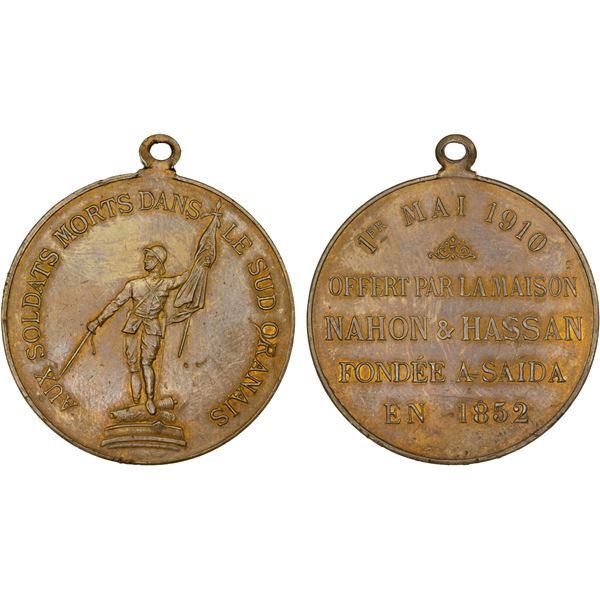 AUX SOLDATS MORTS DANS LE SUD ORANAIS
1ER MAI 1910
OFFERT PAR LA MAISON
NAHON & HASSAN
FONDÉE A-SAÏDA
EN 1852